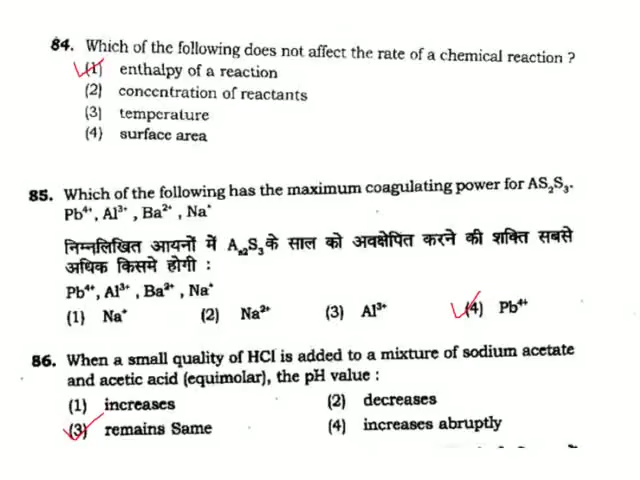 84. Which of the following does not affect the rate of a chemical reaction ?
(1) enthalpy of a reaction
(2) concentration of reactants
(3) temperature
(4) surface area
85. Which of the following has the maximum coagulating power for AS₂S₃.
Pb⁴⁺, Al³⁺ , Ba²⁺ , Na⁺
निम्नलिखित आयनों में Aₛ₂S₃ के साल को अवक्षेपित करने की शक्ति सबसे
अधिक किसमे होगी :
Pb⁴⁺, Al³⁺ , Ba²⁺ , Na⁺
(1) Na⁺ (2) Na²⁺ (3) Al³⁺ (4) Pb⁴⁺
86. When a small quality of HCl is added to a mixture of sodium acetate
and acetic acid (equimolar), the pH value :
(1) increases (2) decreases
(3) remains Same (4) increases abruptly